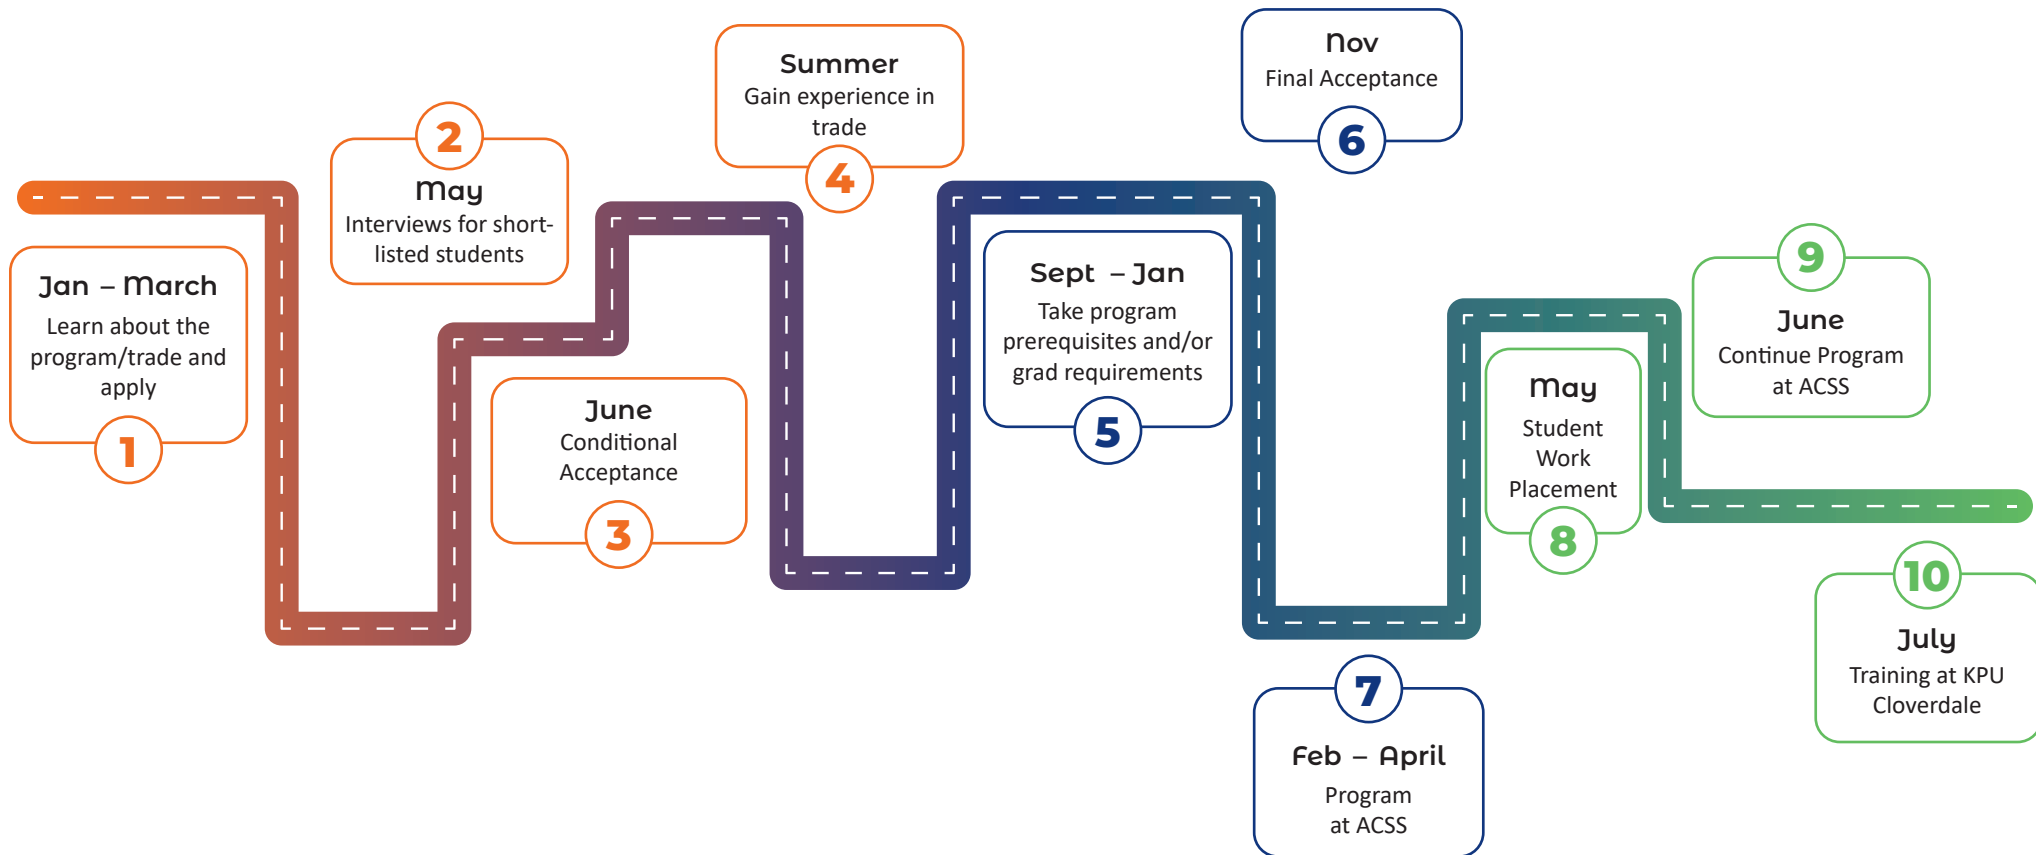 Jan – March
Learn about the
program/trade and
apply
1
2
May
Interviews for short-
listed students
June
Conditional
Acceptance
3
Summer
Gain experience in
trade
4
Sept – Jan
Take program
prerequisites and/or
grad requirements
5
Nov
Final Acceptance
6
7
Feb – April
Program
at ACSS
May
Student
Work
Placement
8
9
June
Continue Program
at ACSS
10
July
Training at KPU
Cloverdale